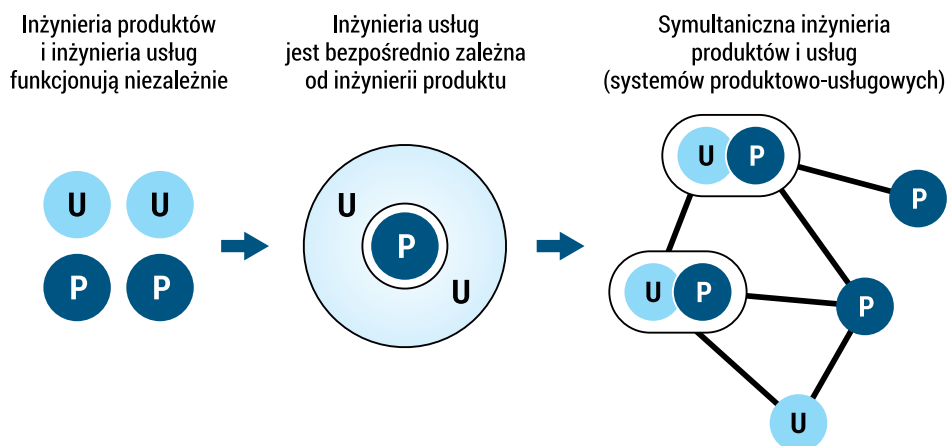 Inżynieria produktów
i inżynieria usług
funkcjonują niezależnie
Inżynieria usług
jest bezpośrednio zależna
od inżynierii produktu
Symultaniczna inżynieria
produktów i usług
(systemów produktowo-usługowych)
U U
P P
U
P
U
U P
P
U P
P
U